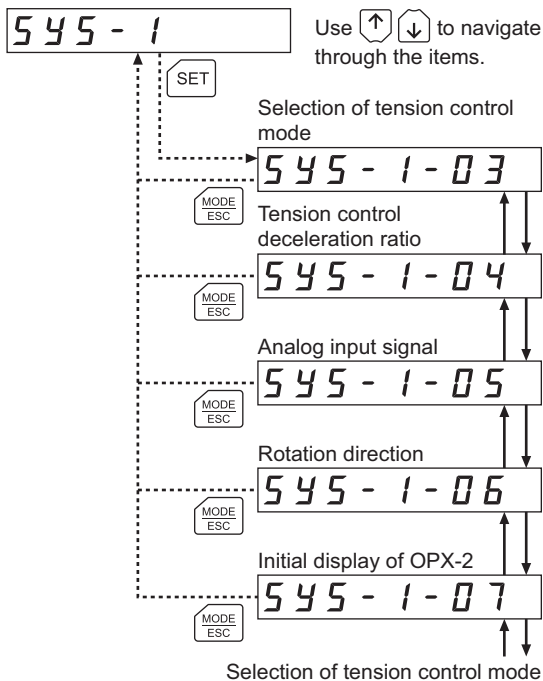 SYS-1
Use ↑ ↓ to navigate
through the items.
SET
Selection of tension control
mode
SYS-1-03
MODE
ESC
Tension control
deceleration ratio
SYS-1-04
MODE
ESC
Analog input signal
SYS-1-05
MODE
ESC
Rotation direction
SYS-1-06
MODE
ESC
Initial display of OPX-2
SYS-1-07
MODE
ESC
Selection of tension control mode